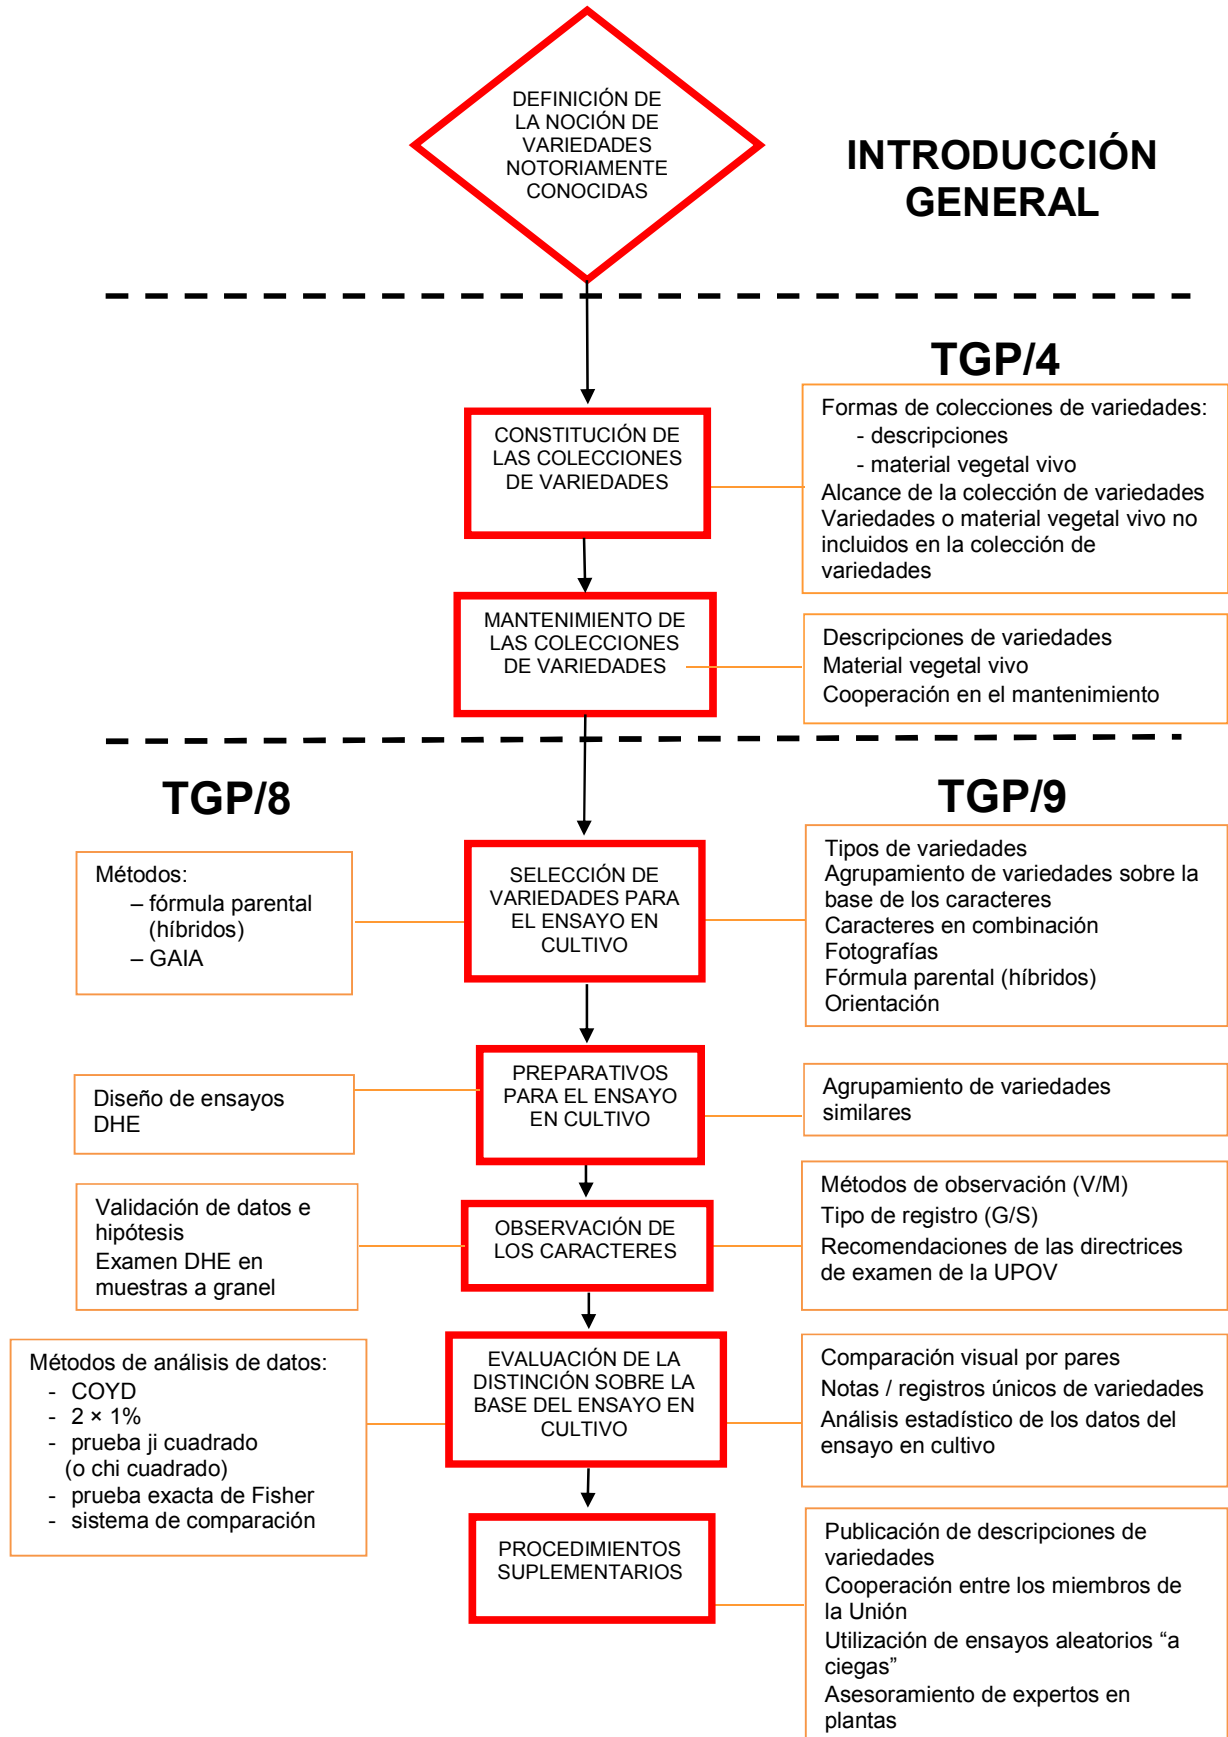 DEFINICIÓN DE
LA NOCIÓN DE
VARIEDADES
NOTORIAMENTE
CONOCIDAS
INTRODUCCIÓN
GENERAL
TGP/4
CONSTITUCIÓN DE
LAS COLECCIONES
DE VARIEDADES
Formas de colecciones de variedades:
- descripciones
- material vegetal vivo
Alcance de la colección de variedades
Variedades o material vegetal vivo no
incluidos en la colección de
variedades
MANTENIMIENTO DE
LAS COLECCIONES
DE VARIEDADES
Descripciones de variedades
Material vegetal vivo
Cooperación en el mantenimiento
TGP/8
TGP/9
Métodos:
– fórmula parental
(híbridos)
– GAIA
SELECCIÓN DE
VARIEDADES PARA
EL ENSAYO EN
CULTIVO
Tipos de variedades
Agrupamiento de variedades sobre la
base de los caracteres
Caracteres en combinación
Fotografías
Fórmula parental (híbridos)
Orientación
Diseño de ensayos
DHE
PREPARATIVOS
PARA EL ENSAYO
EN CULTIVO
Agrupamiento de variedades
similares
Validación de datos e
hipótesis
Examen DHE en
muestras a granel
OBSERVACIÓN DE
LOS CARACTERES
Métodos de observación (V/M)
Tipo de registro (G/S)
Recomendaciones de las directrices
de examen de la UPOV
Métodos de análisis de datos:
- COYD
- 2 × 1%
- prueba ji cuadrado
(o chi cuadrado)
- prueba exacta de Fisher
- sistema de comparación
EVALUACIÓN DE LA
DISTINCIÓN SOBRE LA
BASE DEL ENSAYO EN
CULTIVO
Comparación visual por pares
Notas / registros únicos de variedades
Análisis estadístico de los datos del
ensayo en cultivo
PROCEDIMIENTOS
SUPLEMENTARIOS
Publicación de descripciones de
variedades
Cooperación entre los miembros de
la Unión
Utilización de ensayos aleatorios “a
ciegas”
Asesoramiento de expertos en
plantas